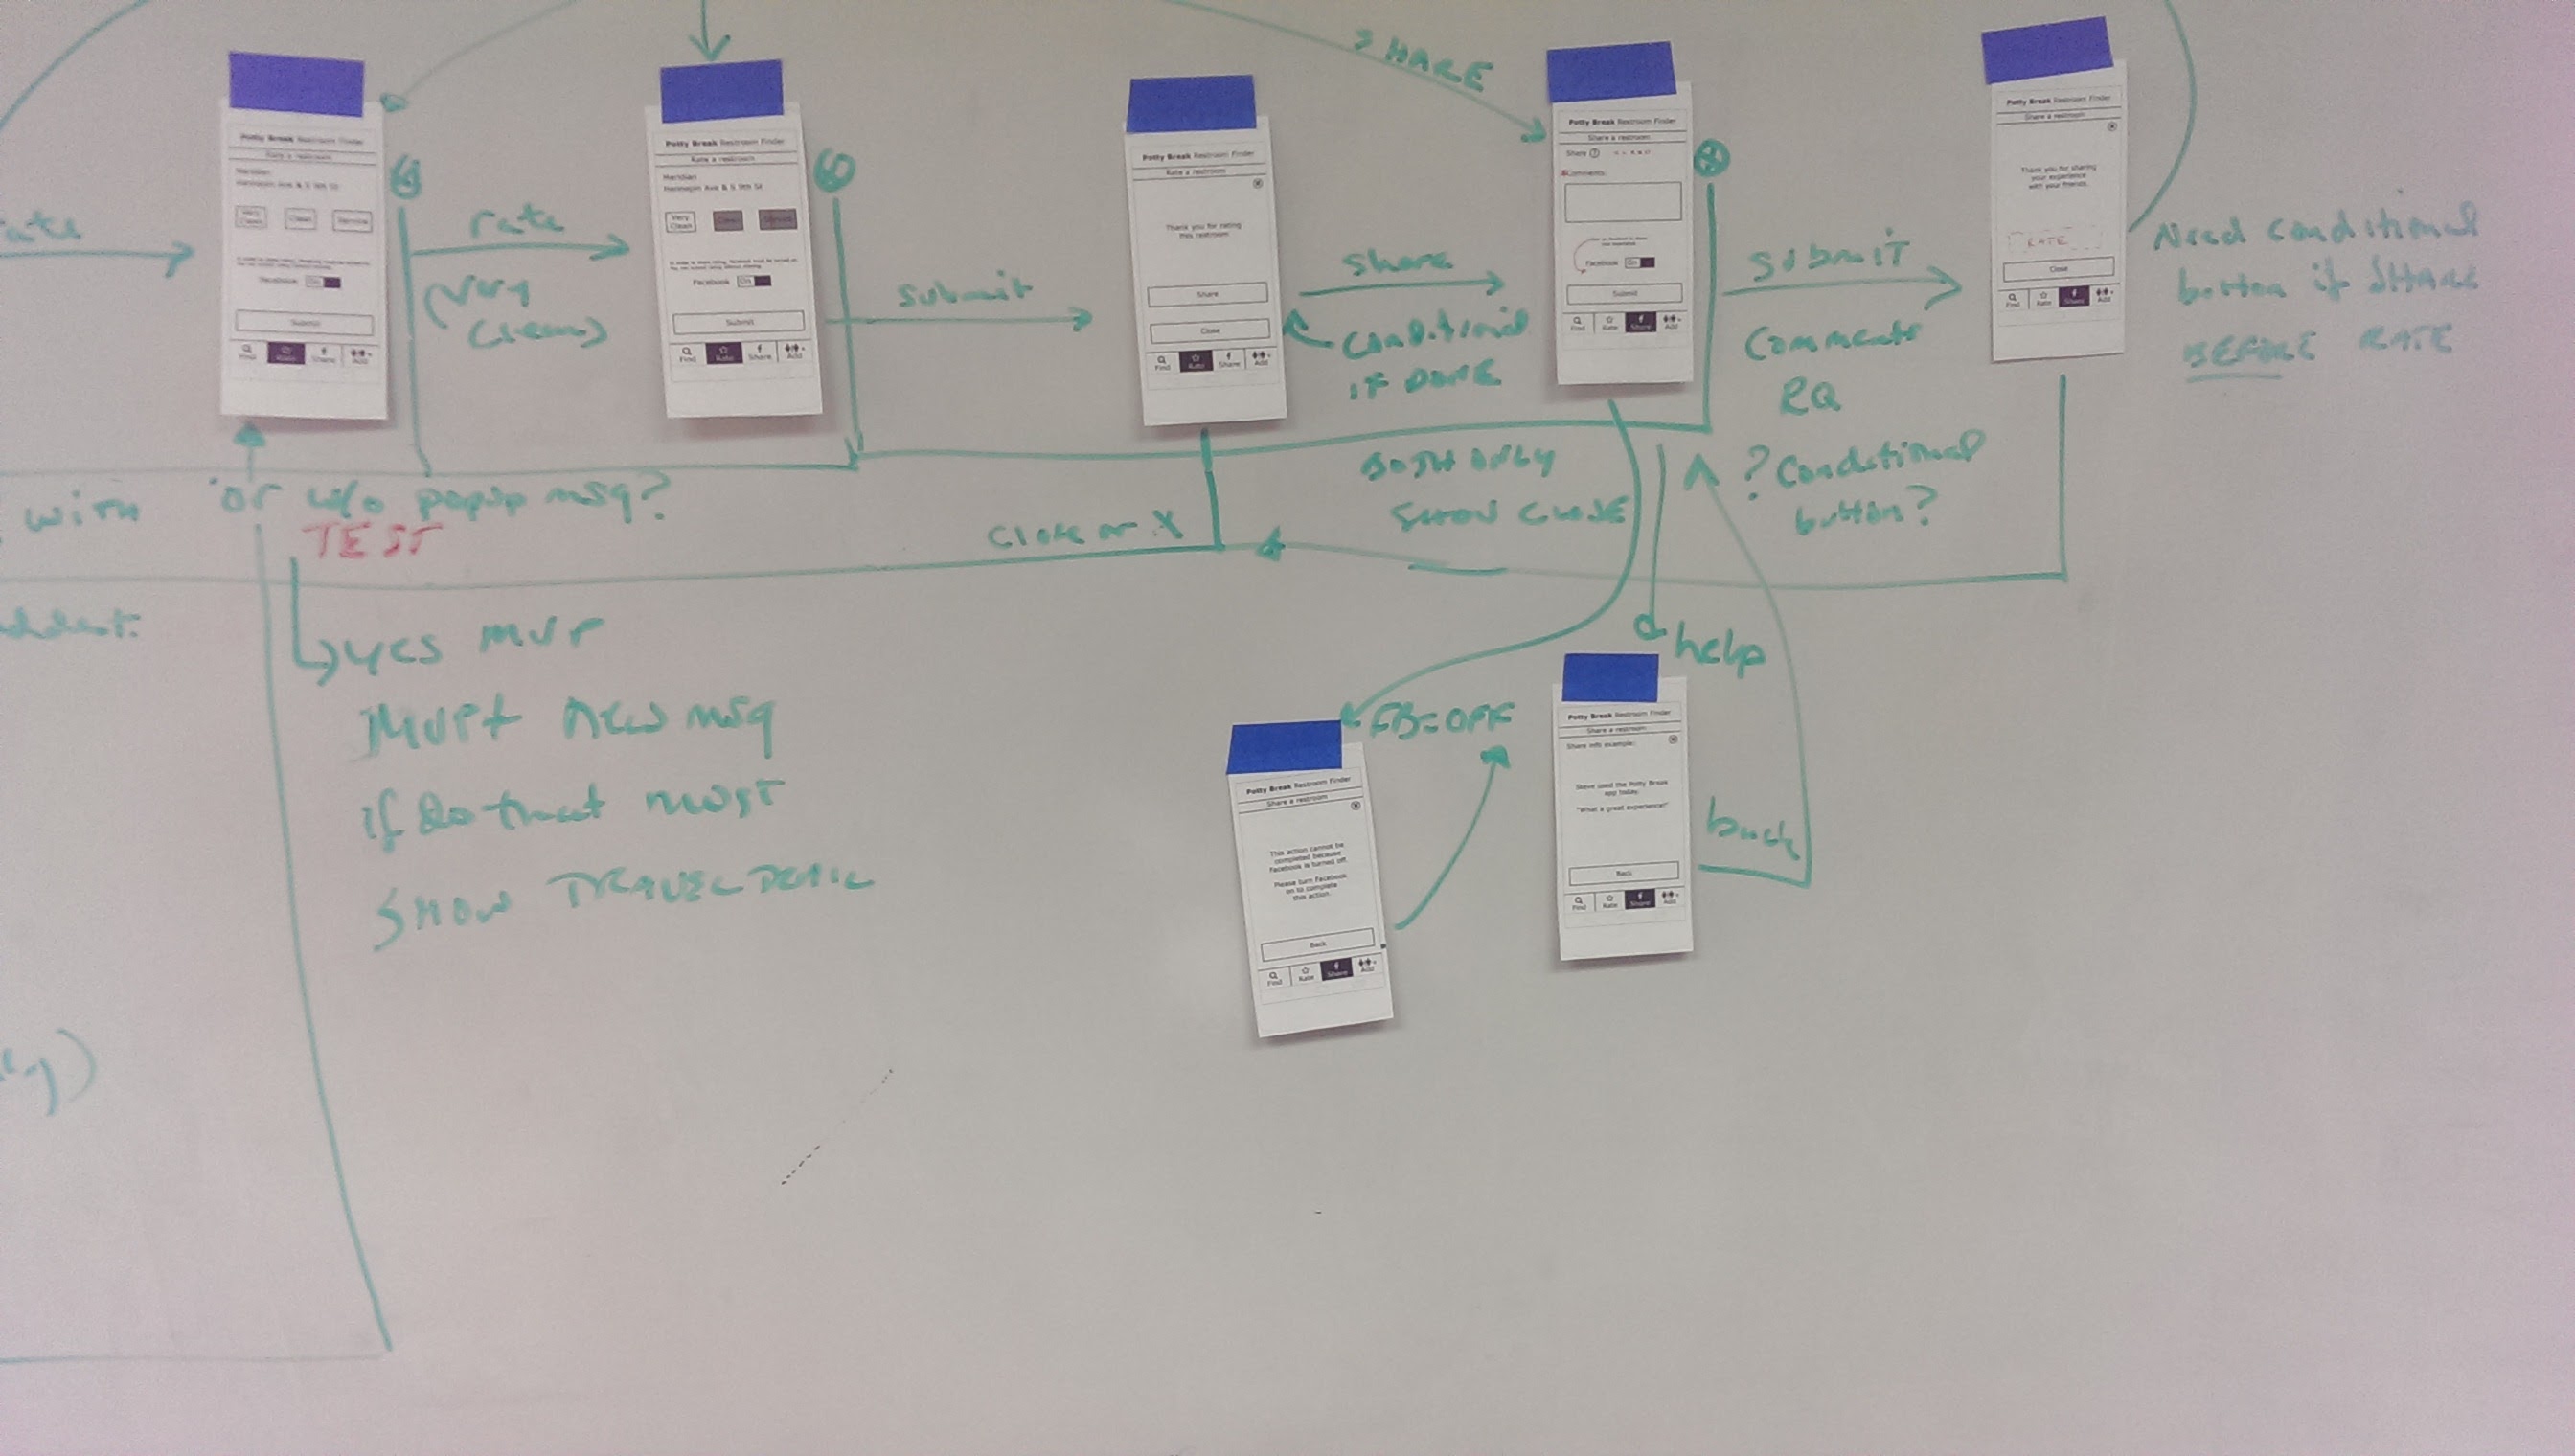 SHARE
Potty Break Restroom Finder
Rate a restroom
Meridian
Hennepin Ave & S 9th St
Very
Clean
Clean
Service
Facebook On
Submit
Find Rate Share Add
rate
(very
clean)
Potty Break Restroom Finder
Rate a restroom
Meridian
Hennepin Ave & S 9th St
Very
Clean
Clean
Service
Facebook On
Submit
Find Rate Share Add
submit
Potty Break Restroom Finder
Rate a restroom
Thank you for rating
this restroom
Share
Close
Find Rate Share Add
share
Conditional
IF DONE
Potty Break Restroom Finder
Share a restroom
Share ?
*Comments:
Facebook On
Submit
Find Rate Share Add
SUBMIT
Comments
RQ
? Conditional
button?
Potty Break Restroom Finder
Share a restroom
Thank you for sharing
your experience
with your friends.
RATE
Close
Find Rate Share Add
Need conditional
button if SHARE
BEFORE RATE
with or w/o popup msg?
TEST
YES MVP
MVP+ new msg
if do that must
SHOW TRAVEL DETAIL
Close or X
BOTH ONLY
SHOW CLOSE
help
FB=OFF
Potty Break Restroom Finder
Share a restroom
This action cannot be
completed because
Facebook is turned off.
Please turn Facebook
on to complete
this action.
Back
Find Rate Share Add
Potty Break Restroom Finder
Share a restroom
Share info example:
Steve used the Potty Break
app today.
"What a great experience!"
Back
Find Rate Share Add
back